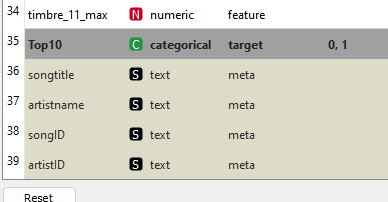 34 timbre_11_max N numeric feature
35 Top10 C categorical target 0, 1
36 songtitle S text meta
37 artistname S text meta
38 songID S text meta
39 artistID S text meta
Reset